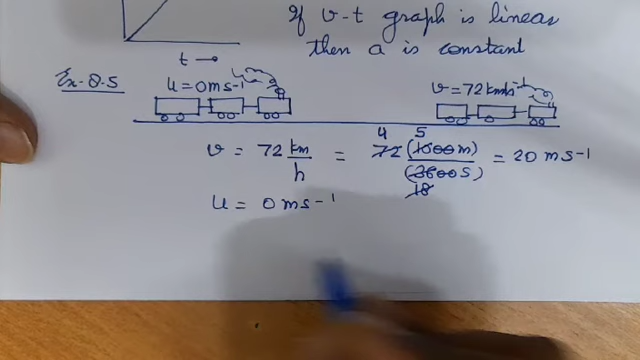 If v-t graph is linear
then a is constant
t →
Ex-8.5
u = 0 ms⁻¹
v = 72 kmh⁻¹
v = 72 km/h = 72 (1000 m)/(3600 s) = 20 ms⁻¹
4 5
18
u = 0 ms⁻¹